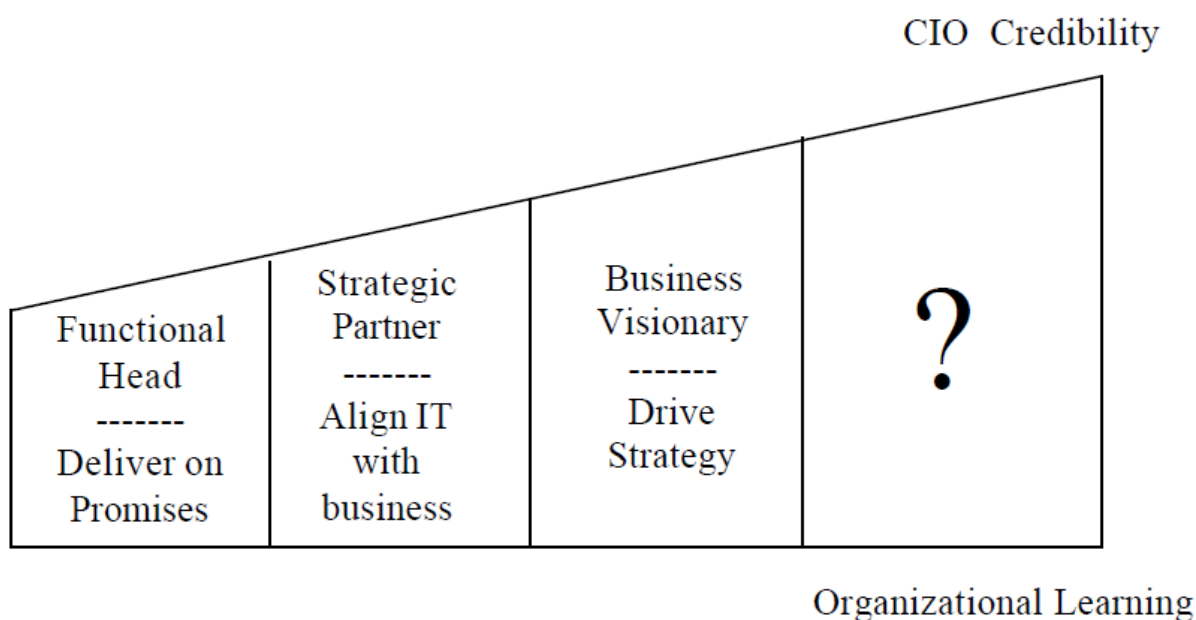 CIO Credibility
Functional
Head
-------
Deliver on
Promises
Strategic
Partner
-------
Align IT
with
business
Business
Visionary
-------
Drive
Strategy
?
Organizational Learning